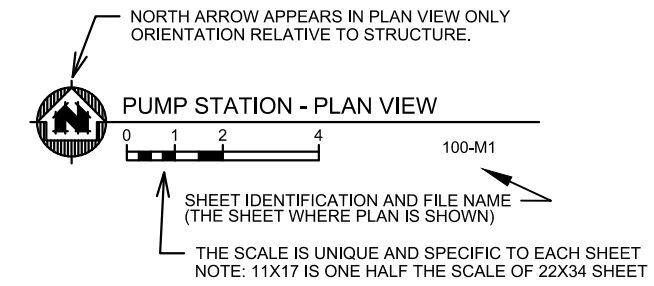 NORTH ARROW APPEARS IN PLAN VIEW ONLY
ORIENTATION RELATIVE TO STRUCTURE.
N
PUMP STATION - PLAN VIEW
0 1 2 4
100-M1
SHEET IDENTIFICATION AND FILE NAME
(THE SHEET WHERE PLAN IS SHOWN)
THE SCALE IS UNIQUE AND SPECIFIC TO EACH SHEET
NOTE: 11X17 IS ONE HALF THE SCALE OF 22X34 SHEET